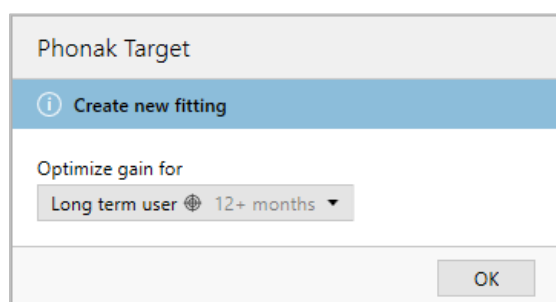 Phonak Target
Create new fitting
Optimize gain for
Long term user 12+ months
OK